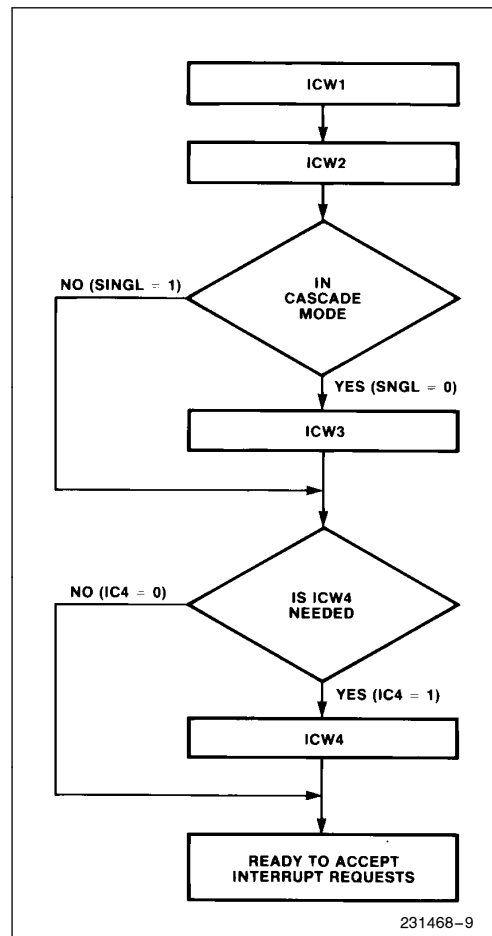 ICW1
ICW2
IN
CASCADE
MODE
NO (SINGL = 1)
YES (SNGL = 0)
ICW3
IS ICW4
NEEDED
NO (IC4 = 0)
YES (IC4 = 1)
ICW4
READY TO ACCEPT
INTERRUPT REQUESTS
231468–9